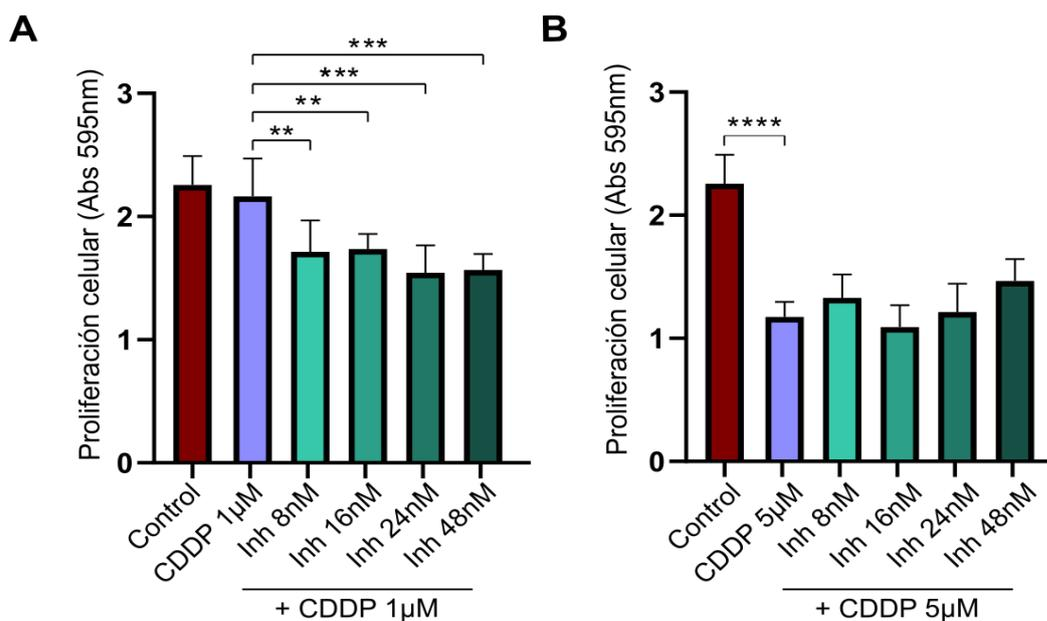 A
Proliferación celular (Abs 595nm)
3
2
1
0
***
***
**
**
Control
CDDP 1µM
Inh 8nM
Inh 16nM
Inh 24nM
Inh 48nM
+ CDDP 1µM
B
Proliferación celular (Abs 595nm)
3
2
1
0
****
Control
CDDP 5µM
Inh 8nM
Inh 16nM
Inh 24nM
Inh 48nM
+ CDDP 5µM